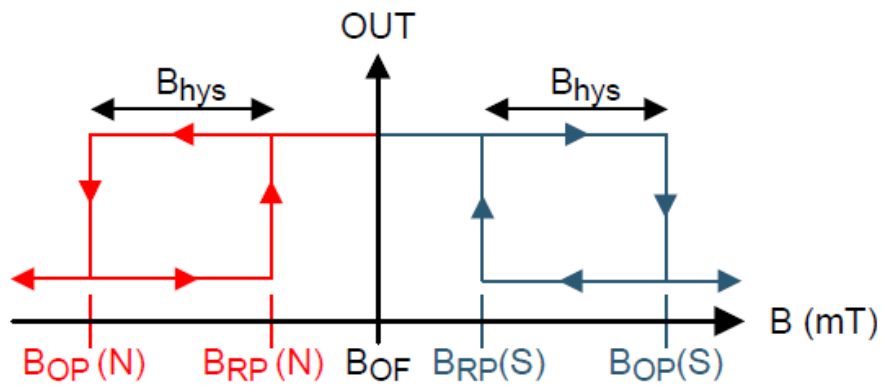 OUT
Bhys Bhys
B (mT)
BOP (N) BRP (N) BOF BRP(S) BOP(S)